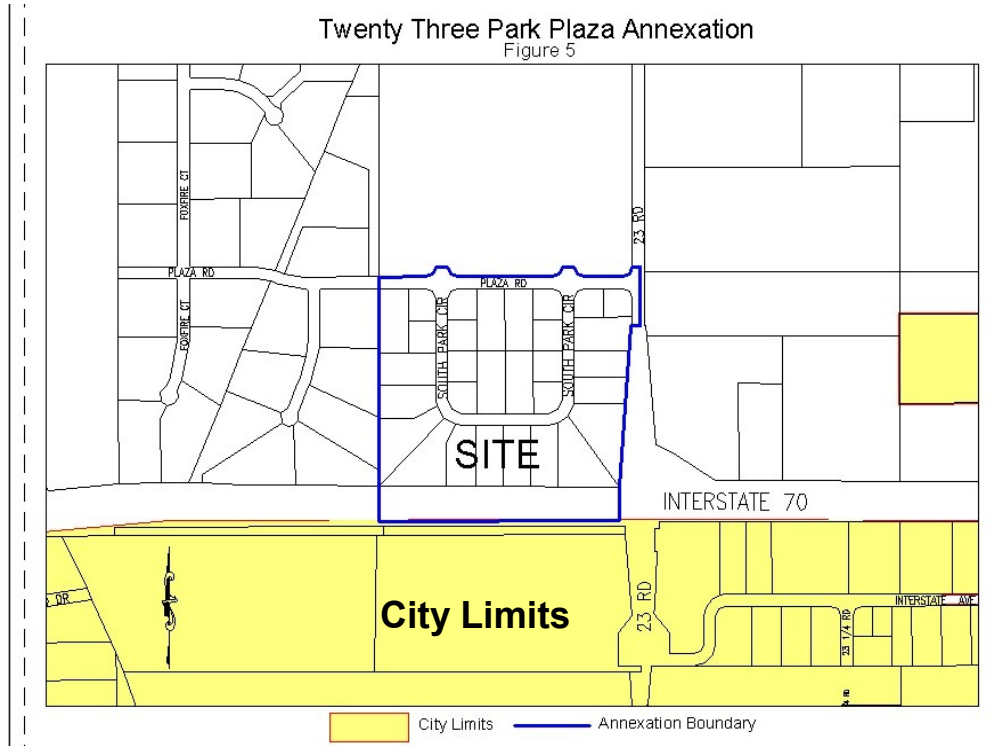 Twenty Three Park Plaza Annexation
Figure 5
FOXFIRE CT
23 RD
PLAZA RD
PLAZA RD
FOXFIRE CT
SOUTH PARK CIR
SOUTH PARK CIR
SITE
INTERSTATE 70
DR
City Limits
23 RD
INTERSTATE AVE
23 1/4 RD
RD
City Limits
Annexation Boundary